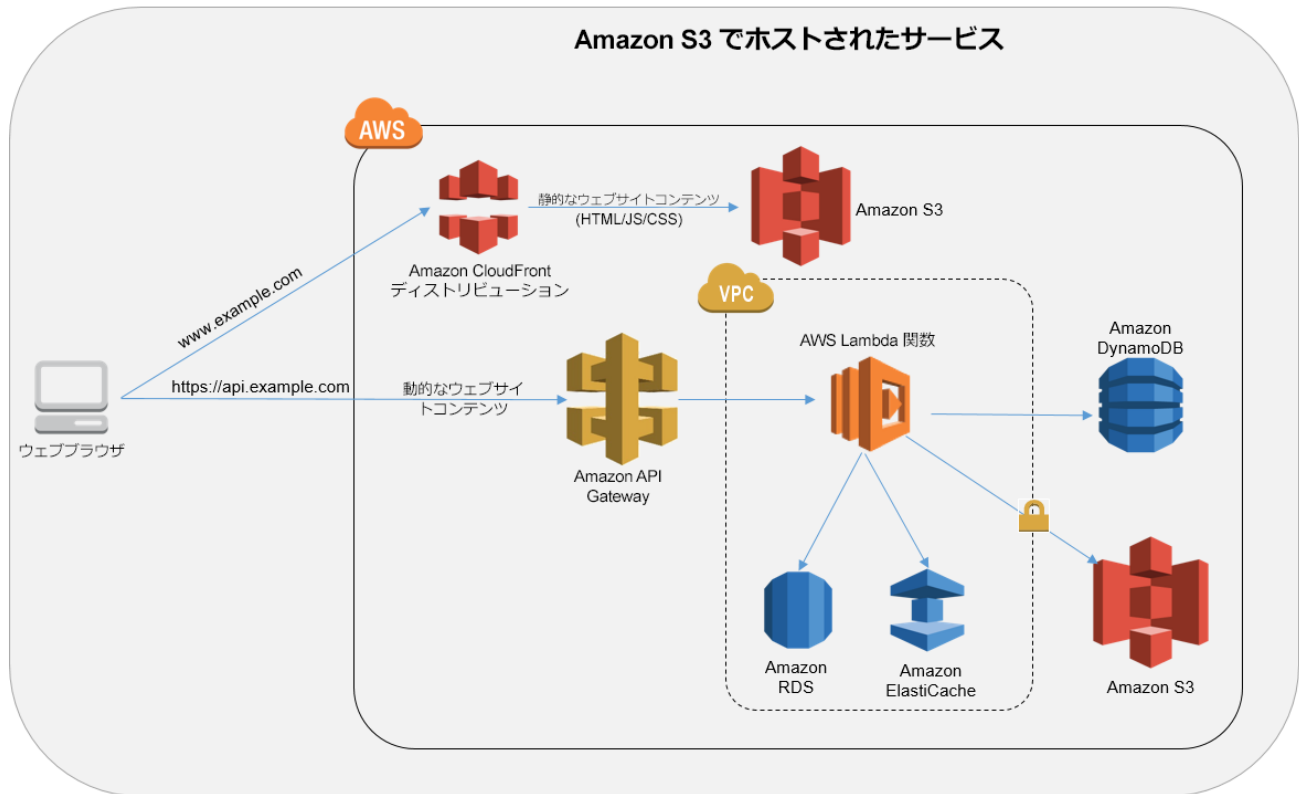 Amazon S3 でホストされたサービス
AWS
静的なウェブサイトコンテンツ
(HTML/JS/CSS)
Amazon S3
Amazon CloudFront
ディストリビューション
www.example.com
VPC
AWS Lambda 関数
Amazon
DynamoDB
https://api.example.com
動的なウェブサイ
トコンテンツ
ウェブブラウザ
Amazon API
Gateway
Amazon
RDS
Amazon
ElastiCache
Amazon S3